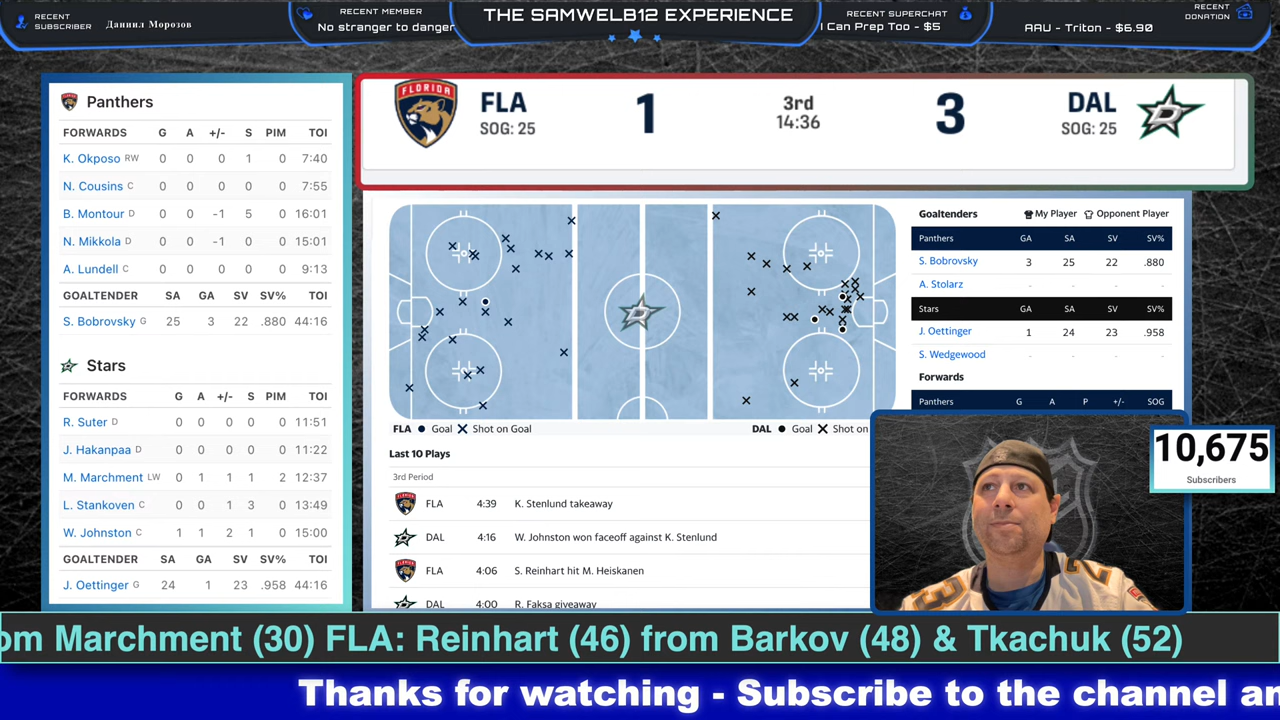 RECENT
SUBSCRIBER
Даниил Морозов
RECENT MEMBER
No stranger to danger
THE SAMWELB12 EXPERIENCE
RECENT SUPERCHAT
I Can Prep Too - $5
AAU - Triton - $6.90
RECENT
DONATION
Panthers
FORWARDS G A +/- S PIM TOI
K. Okposo RW 0 0 0 1 0 7:40
N. Cousins C 0 0 0 0 0 7:55
B. Montour D 0 0 -1 5 0 16:01
N. Mikkola D 0 0 -1 0 0 15:01
A. Lundell C 0 0 0 0 0 9:13
GOALTENDER SA GA SV SV% TOI
S. Bobrovsky G 25 3 22 .880 44:16
Stars
FORWARDS G A +/- S PIM TOI
R. Suter D 0 0 0 0 0 11:51
J. Hakanpaa D 0 0 0 0 0 11:22
M. Marchment LW 0 1 1 1 2 12:37
L. Stankoven C 0 0 1 3 0 13:49
W. Johnston C 1 1 2 1 0 15:00
GOALTENDER SA GA SV SV% TOI
J. Oettinger G 24 1 23 .958 44:16
FLORIDA
FLA
SOG: 25
1
3rd
14:36
3
DAL
SOG: 25
FLA Goal Shot on Goal
DAL Goal Shot on
Last 10 Plays
3rd Period
FLA 4:39 K. Stenlund takeaway
DAL 4:16 W. Johnston won faceoff against K. Stenlund
FLA 4:06 S. Reinhart hit M. Heiskanen
DAL 4:00 R. Faksa giveaway
Goaltenders My Player Opponent Player
Panthers GA SA SV SV%
S. Bobrovsky 3 25 22 .880
A. Stolarz - - - -
Stars GA SA SV SV%
J. Oettinger 1 24 23 .958
S. Wedgewood - - - -
Forwards
Panthers G A P +/- SOG
10,675
Subscribers
om Marchment (30) FLA: Reinhart (46) from Barkov (48) & Tkachuk (52)
Thanks for watching - Subscribe to the channel an